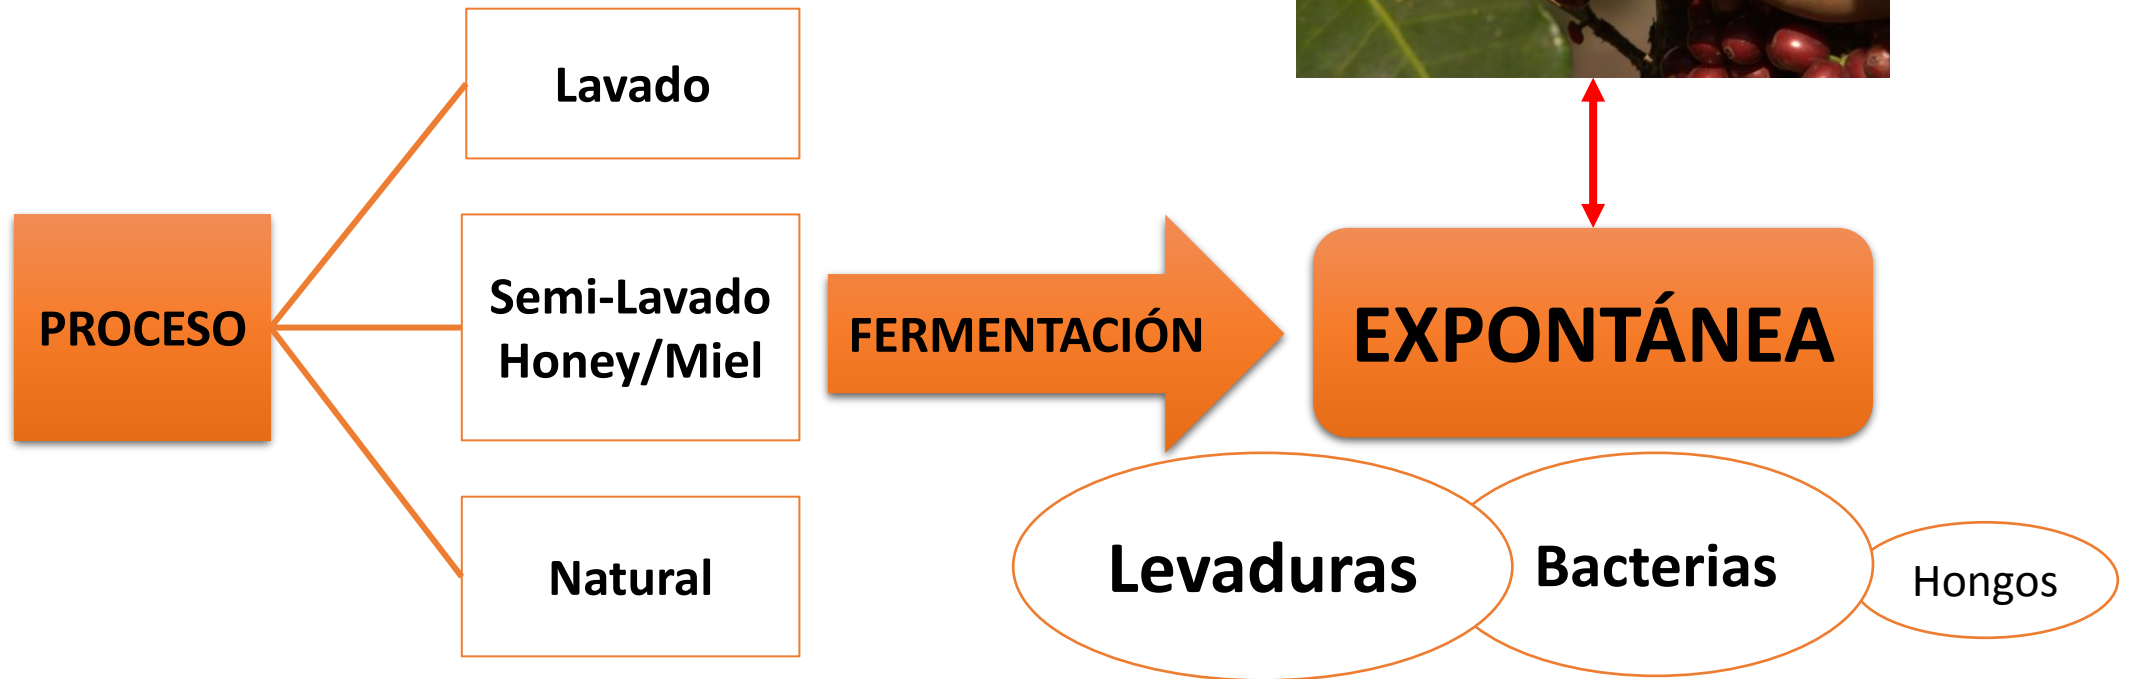 Lavado
PROCESO
Semi-Lavado
Honey/Miel
Natural
FERMENTACIÓN
EXPONTÁNEA
Levaduras
Bacterias
Hongos